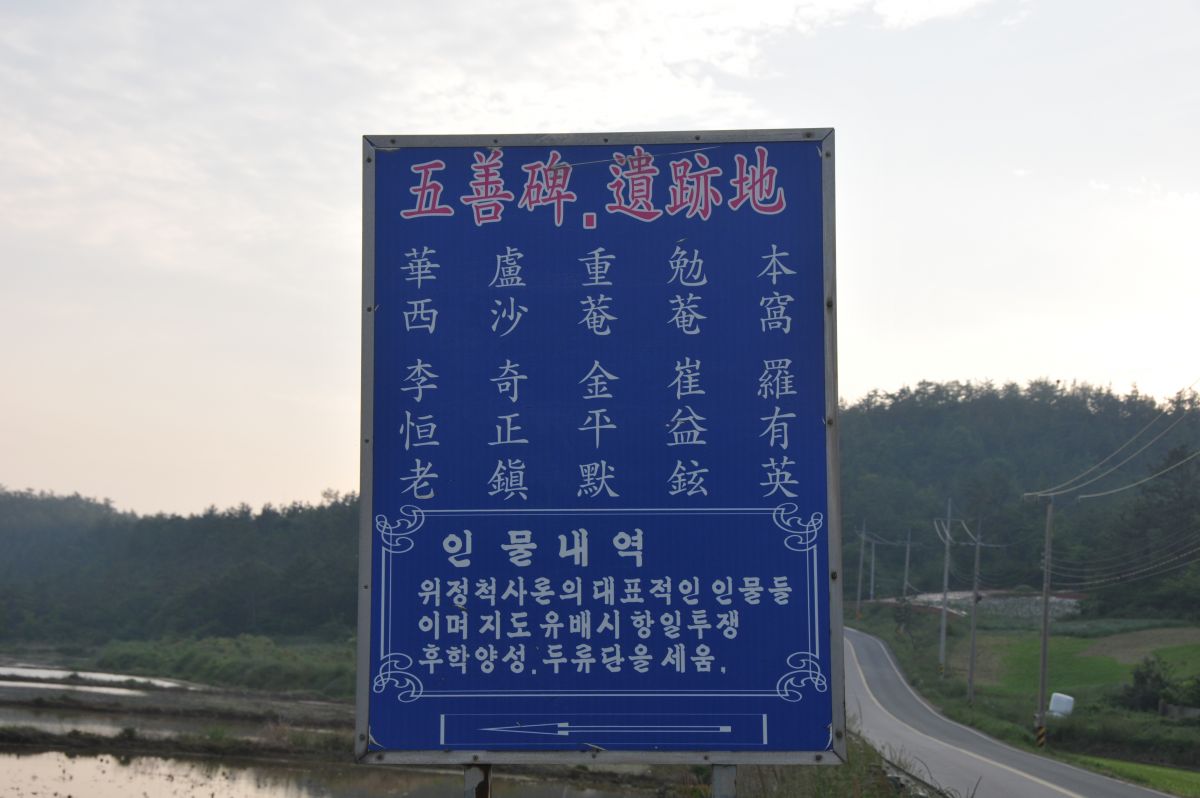 五善碑.遺跡地
華西 李恒老
盧沙 奇正鎭
重菴 金平默
勉菴 崔益鉉
本窩 羅有英
인물내역
위정척사론의 대표적인 인물들
이며 지도 유배시 항일투쟁
후학양성.두류단을 세움.